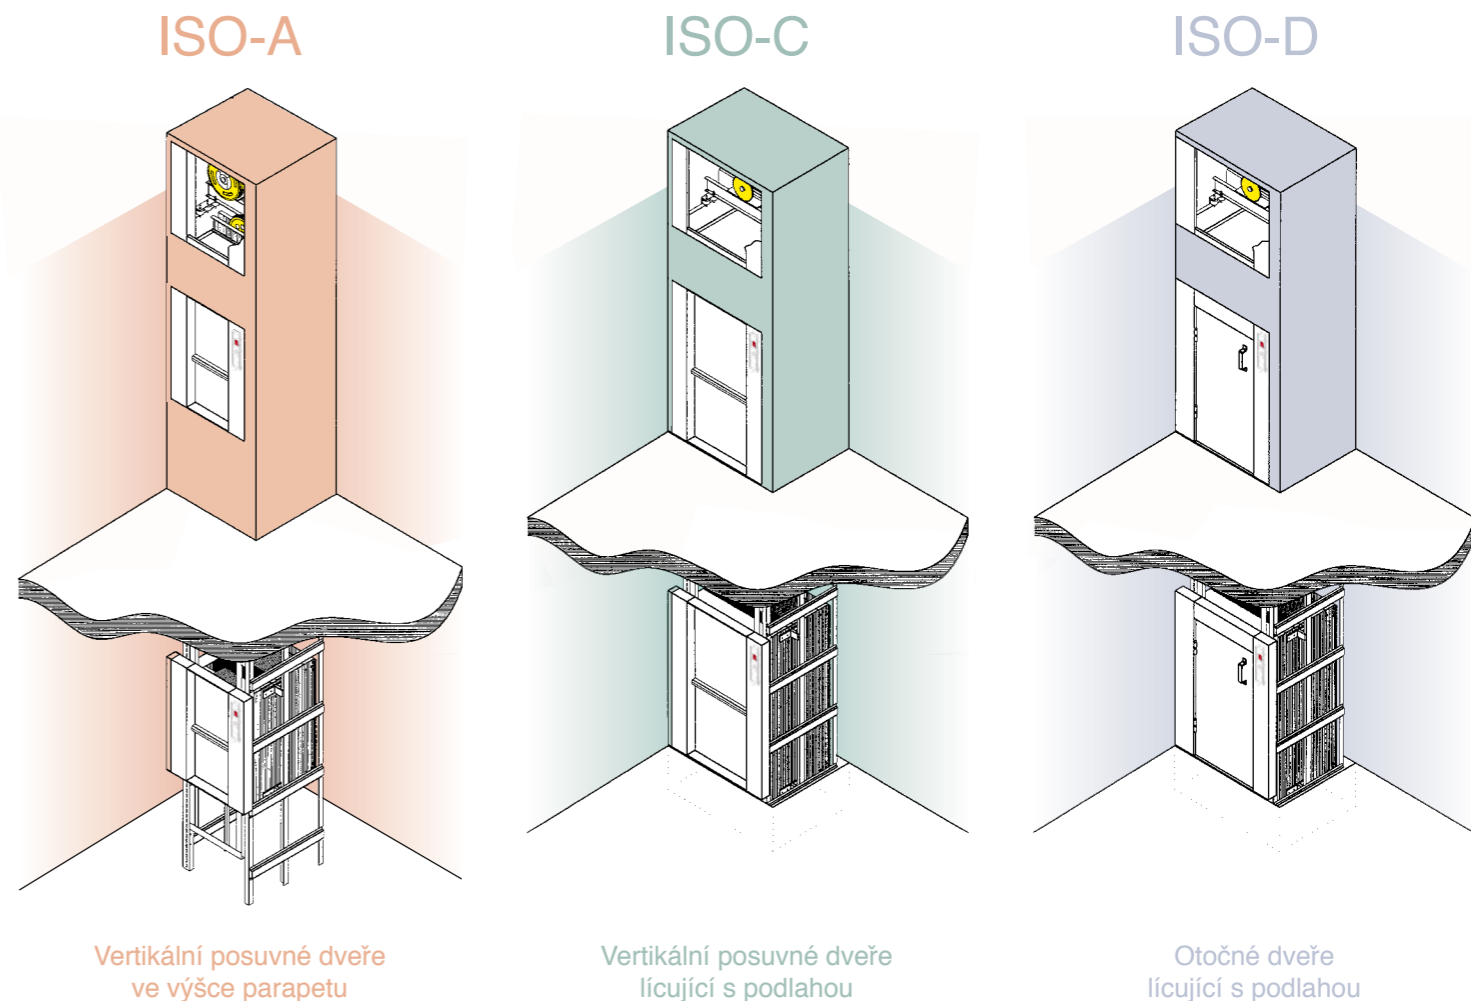 ISO-A
ISO-C
ISO-D
Vertikální posuvné dveře
ve výšce parapetu
Vertikální posuvné dveře
lícující s podlahou
Otočné dveře
lícující s podlahou